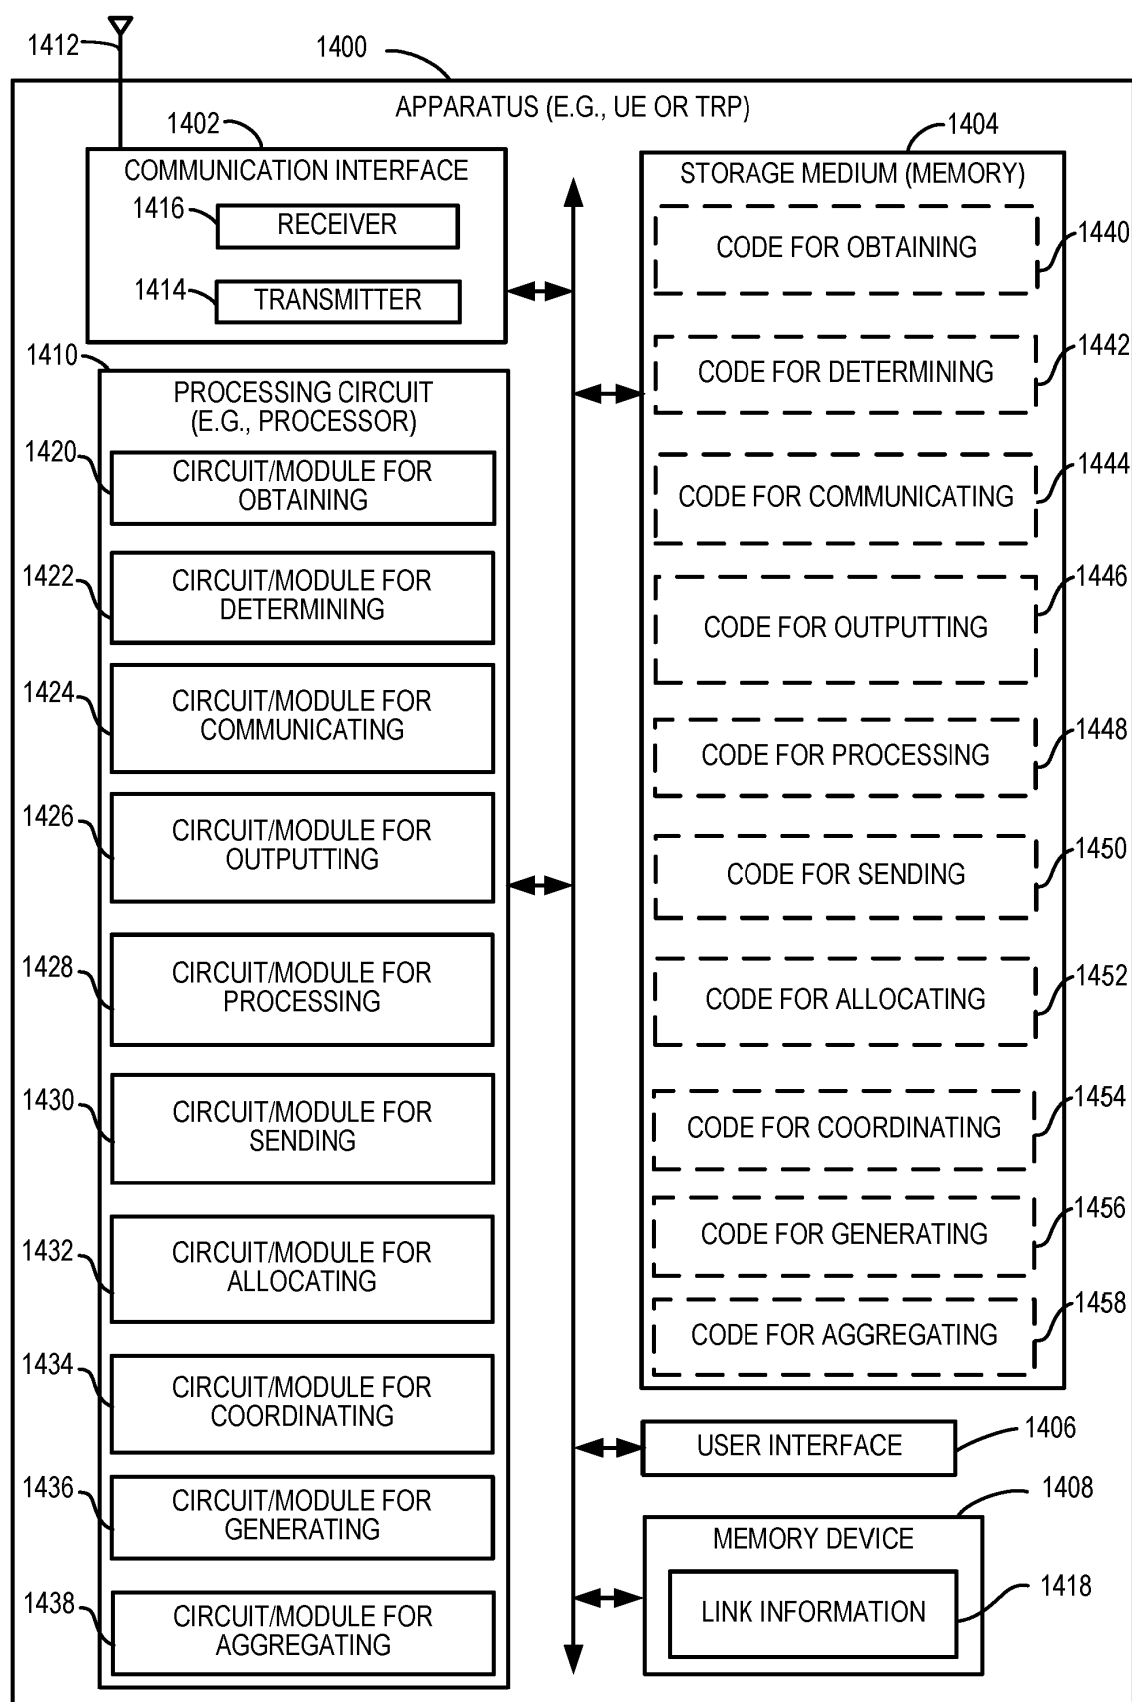 1412
1400
APPARATUS (E.G., UE OR TRP)
1402
COMMUNICATION INTERFACE
1416
RECEIVER
1414
TRANSMITTER
1410
PROCESSING CIRCUIT
(E.G., PROCESSOR)
1420
CIRCUIT/MODULE FOR
OBTAINING
1422
CIRCUIT/MODULE FOR
DETERMINING
1424
CIRCUIT/MODULE FOR
COMMUNICATING
1426
CIRCUIT/MODULE FOR
OUTPUTTING
1428
CIRCUIT/MODULE FOR
PROCESSING
1430
CIRCUIT/MODULE FOR
SENDING
1432
CIRCUIT/MODULE FOR
ALLOCATING
1434
CIRCUIT/MODULE FOR
COORDINATING
1436
CIRCUIT/MODULE FOR
GENERATING
1438
CIRCUIT/MODULE FOR
AGGREGATING
1404
STORAGE MEDIUM (MEMORY)
CODE FOR OBTAINING
1440
CODE FOR DETERMINING
1442
CODE FOR COMMUNICATING
1444
CODE FOR OUTPUTTING
1446
CODE FOR PROCESSING
1448
CODE FOR SENDING
1450
CODE FOR ALLOCATING
1452
CODE FOR COORDINATING
1454
CODE FOR GENERATING
1456
CODE FOR AGGREGATING
1458
USER INTERFACE
1406
1408
MEMORY DEVICE
LINK INFORMATION
1418